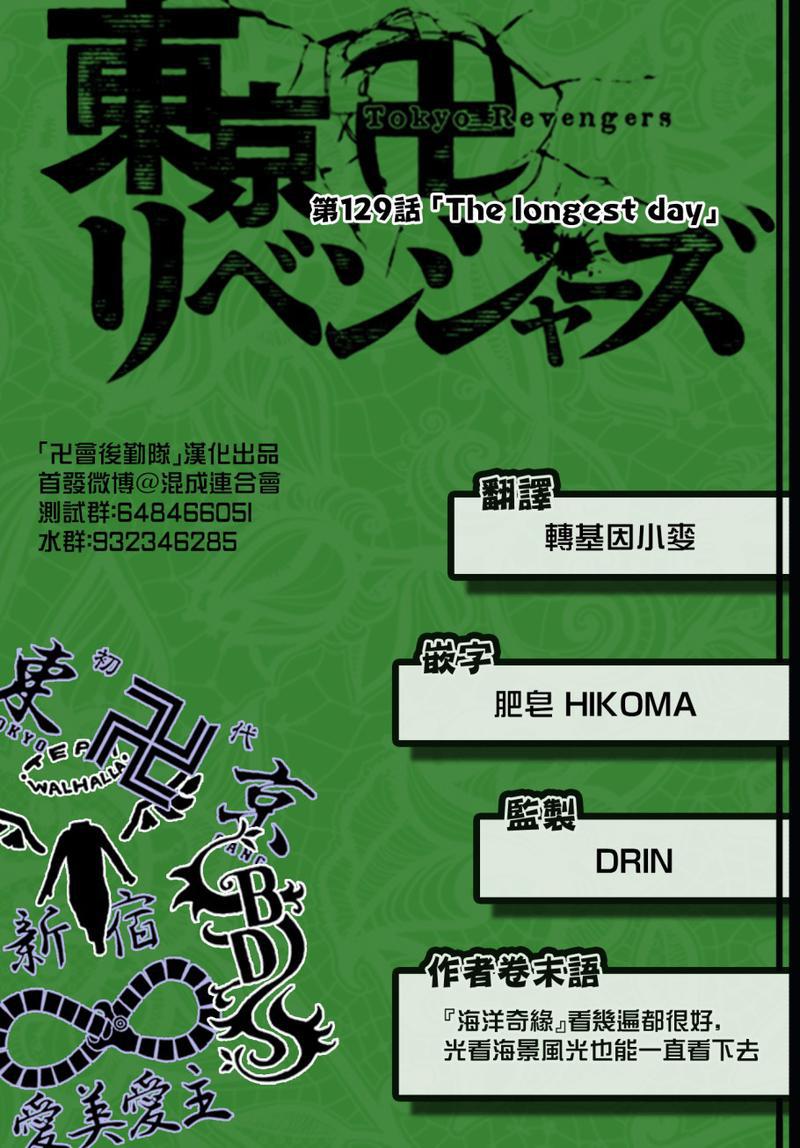 東京卍
Tokyo Revengers
第129話「The longest day」
リベンジャーズ
「卍會後勤隊」漢化出品
首發微博@混成連合會
測試群:648466051
水群:932346285
翻譯
轉基因小麥
嵌字
肥皂 HIKOMA
監製
DRIN
作者卷末語
『海洋奇緣』看幾遍都很好,
光看海景風光也能一直看下去
東
初
卍
代
京
TOKYO
GANG
WALHALLA
BD
新宿
愛美愛主